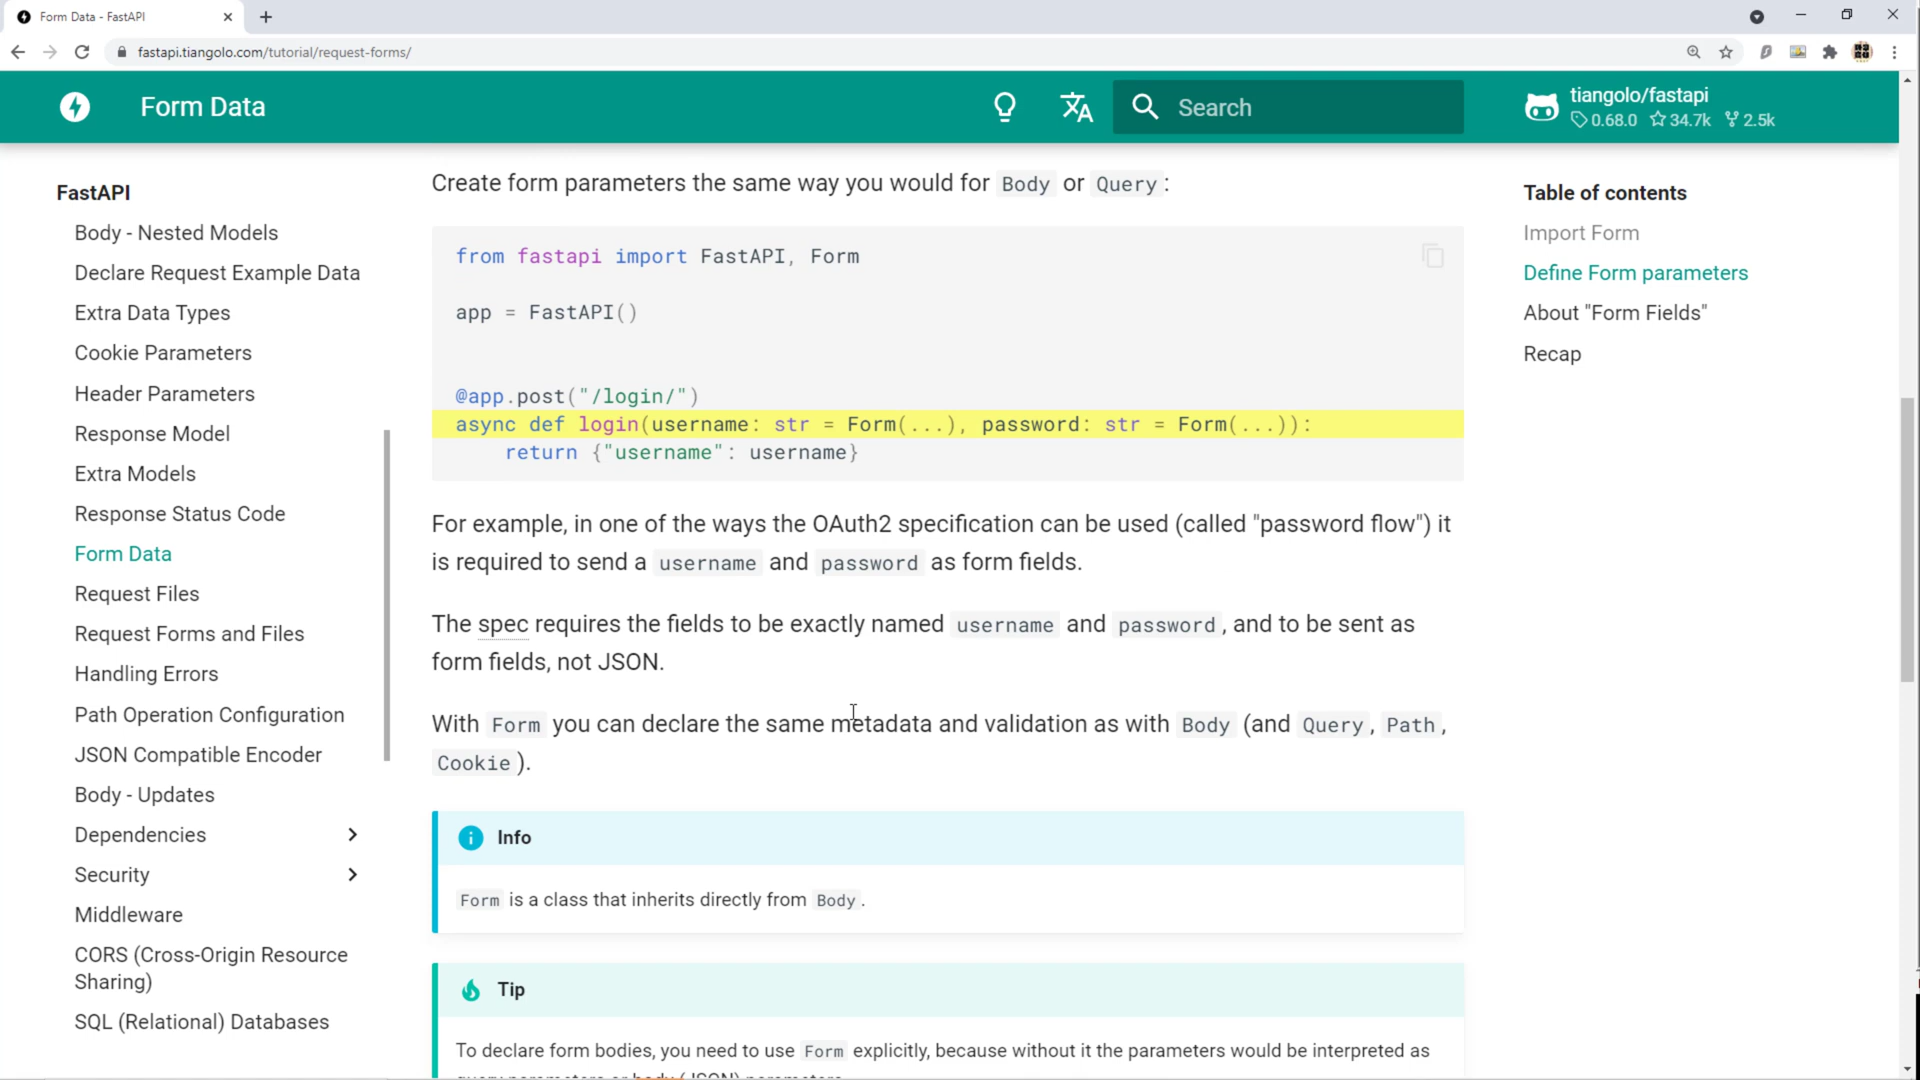 Form Data - FastAPI
fastapi.tiangolo.com/tutorial/request-forms/
Form Data
Search
tiangolo/fastapi
0.68.0 34.7k 2.5k
FastAPI
Body - Nested Models
Declare Request Example Data
Extra Data Types
Cookie Parameters
Header Parameters
Response Model
Extra Models
Response Status Code
Form Data
Request Files
Request Forms and Files
Handling Errors
Path Operation Configuration
JSON Compatible Encoder
Body - Updates
Dependencies
Security
Middleware
CORS (Cross-Origin Resource
Sharing)
SQL (Relational) Databases
Create form parameters the same way you would for Body or Query:
from fastapi import FastAPI, Form
app = FastAPI()
@app.post("/login/")
async def login(username: str = Form(...), password: str = Form(...)):
return {"username": username}
For example, in one of the ways the OAuth2 specification can be used (called "password flow") it
is required to send a username and password as form fields.
The spec requires the fields to be exactly named username and password, and to be sent as
form fields, not JSON.
With Form you can declare the same metadata and validation as with Body (and Query, Path,
Cookie).
Info
Form is a class that inherits directly from Body.
Tip
To declare form bodies, you need to use Form explicitly, because without it the parameters would be interpreted as
query parameters or body (JSON) parameters.
Table of contents
Import Form
Define Form parameters
About "Form Fields"
Recap